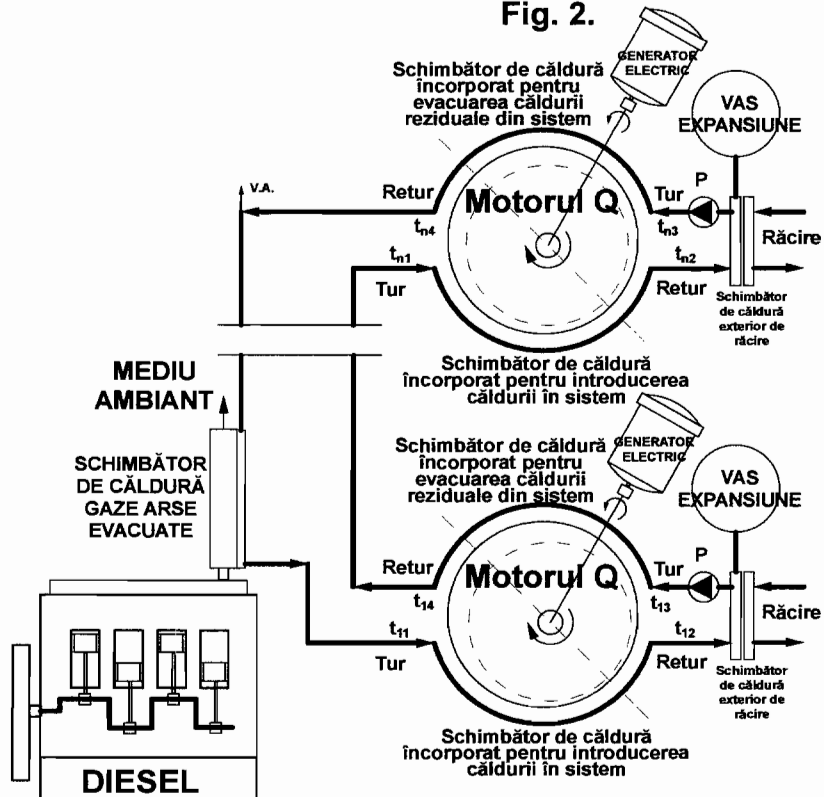 Fig. 2.
GENERATOR
ELECTRIC
Schimbător de căldură
încorporat pentru
evacuarea căldurii
reziduale din sistem
VAS
EXPANSIUNE
V.A.
Retur
Motorul Q
Tur
P
tn4
tn3
Răcire
tn1
tn2
Tur
Retur
Schimbător
de căldură
exterior de
răcire
MEDIU
AMBIANT
Schimbător de căldură
încorporat pentru introducerea
căldurii în sistem
SCHIMBĂTOR
DE CĂLDURĂ
GAZE ARSE
EVACUATE
Schimbător de căldură
încorporat pentru
evacuarea căldurii
reziduale din sistem
GENERATOR
ELECTRIC
VAS
EXPANSIUNE
Retur
Motorul Q
Tur
P
t14
t13
Răcire
t11
t12
Tur
Retur
Schimbător
de căldură
exterior de
răcire
Schimbător de căldură
încorporat pentru introducerea
căldurii în sistem
DIESEL